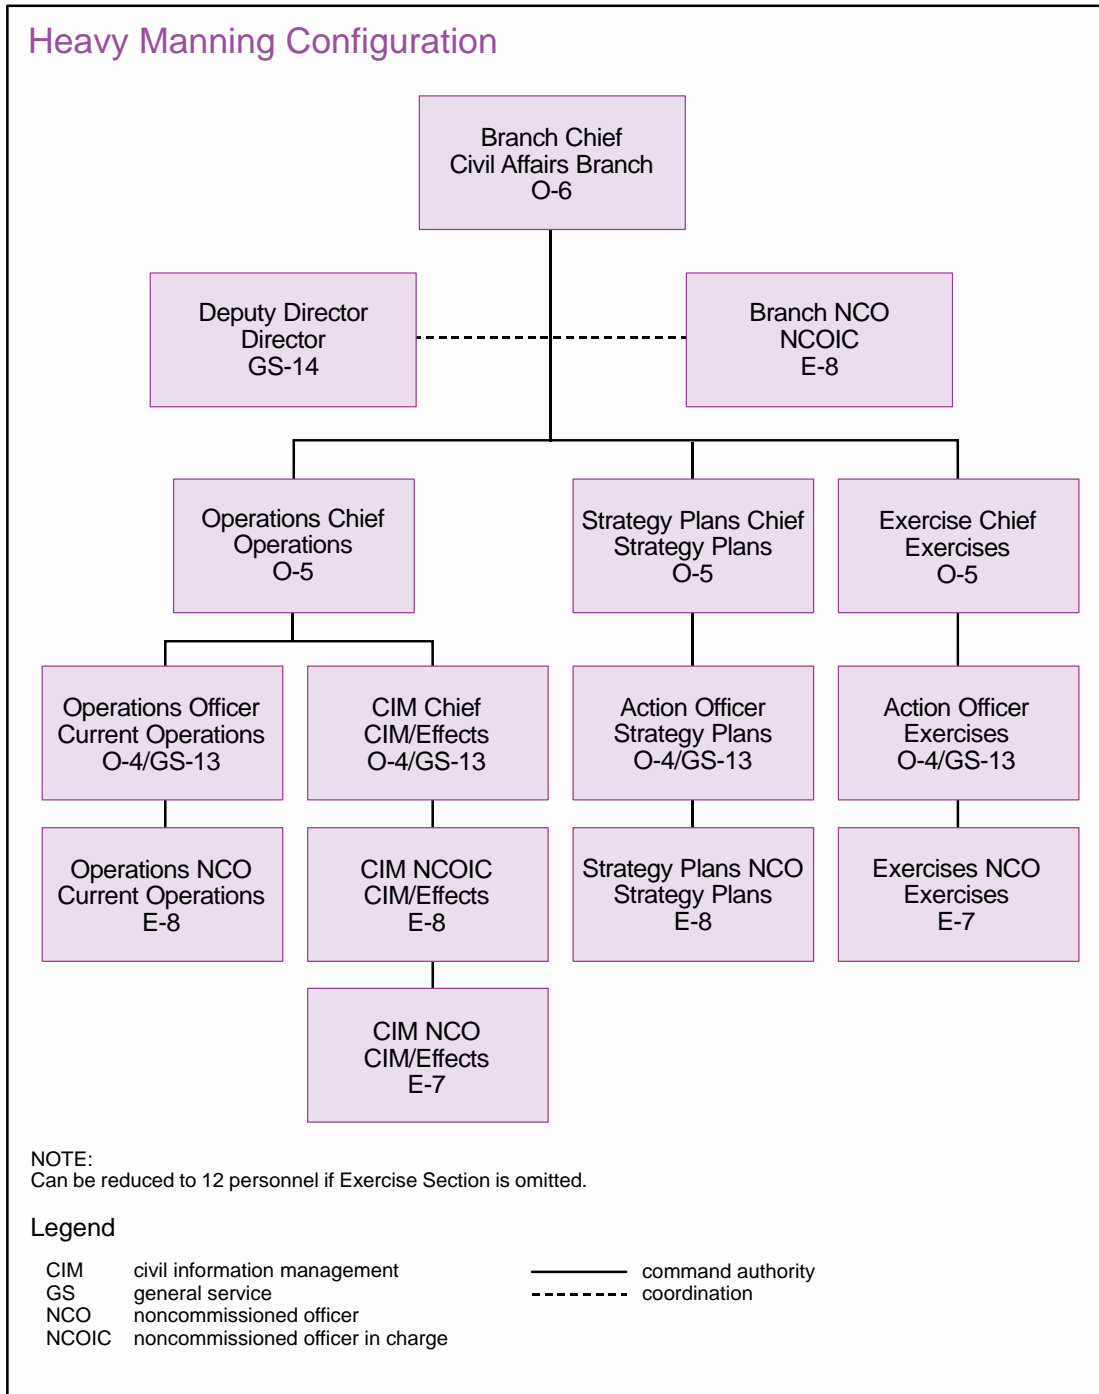 Heavy Manning Configuration
Branch Chief
Civil Affairs Branch
O-6
Deputy Director
Director
GS-14
Branch NCO
NCOIC
E-8
Operations Chief
Operations
O-5
Strategy Plans Chief
Strategy Plans
O-5
Exercise Chief
Exercises
O-5
Operations Officer
Current Operations
O-4/GS-13
CIM Chief
CIM/Effects
O-4/GS-13
Action Officer
Strategy Plans
O-4/GS-13
Action Officer
Exercises
O-4/GS-13
Operations NCO
Current Operations
E-8
CIM NCOIC
CIM/Effects
E-8
Strategy Plans NCO
Strategy Plans
E-8
Exercises NCO
Exercises
E-7
CIM NCO
CIM/Effects
E-7
NOTE:
Can be reduced to 12 personnel if Exercise Section is omitted.
Legend
CIM civil information management
GS general service
NCO noncommissioned officer
NCOIC noncommissioned officer in charge
command authority
coordination